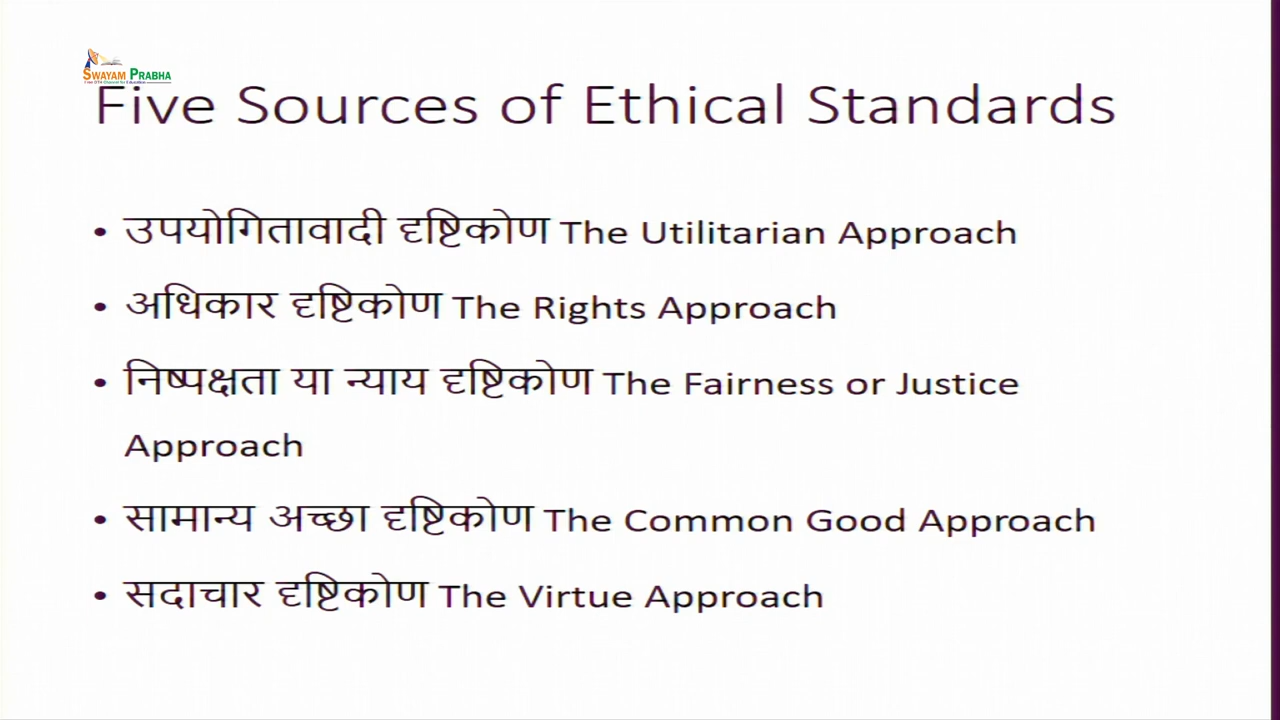 SWAYAM PRABHA
Five Sources of Ethical Standards
• उपयोगितावादी दृष्टिकोण The Utilitarian Approach
• अधिकार दृष्टिकोण The Rights Approach
• निष्पक्षता या न्याय दृष्टिकोण The Fairness or Justice
Approach
• सामान्य अच्छा दृष्टिकोण The Common Good Approach
• सदाचार दृष्टिकोण The Virtue Approach